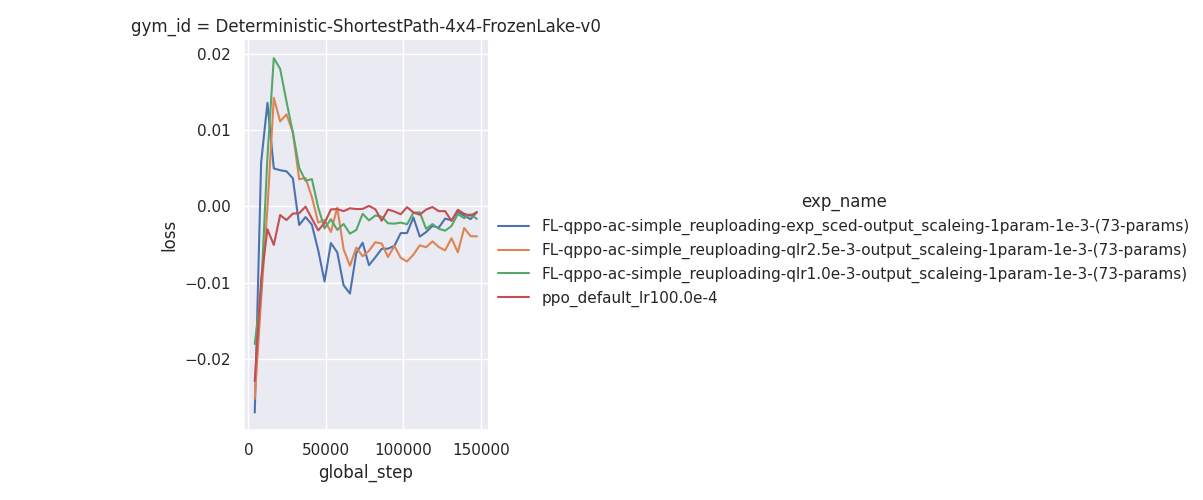 gym_id = Deterministic-ShortestPath-4x4-FrozenLake-v0
0.02
0.01
0.00
−0.01
−0.02
loss
0
50000
100000
150000
global_step
exp_name
FL-qppo-ac-simple_reuploading-exp_sced-output_scaleing-1param-1e-3-(73-params)
FL-qppo-ac-simple_reuploading-qlr2.5e-3-output_scaleing-1param-1e-3-(73-params)
FL-qppo-ac-simple_reuploading-qlr1.0e-3-output_scaleing-1param-1e-3-(73-params)
ppo_default_lr100.0e-4